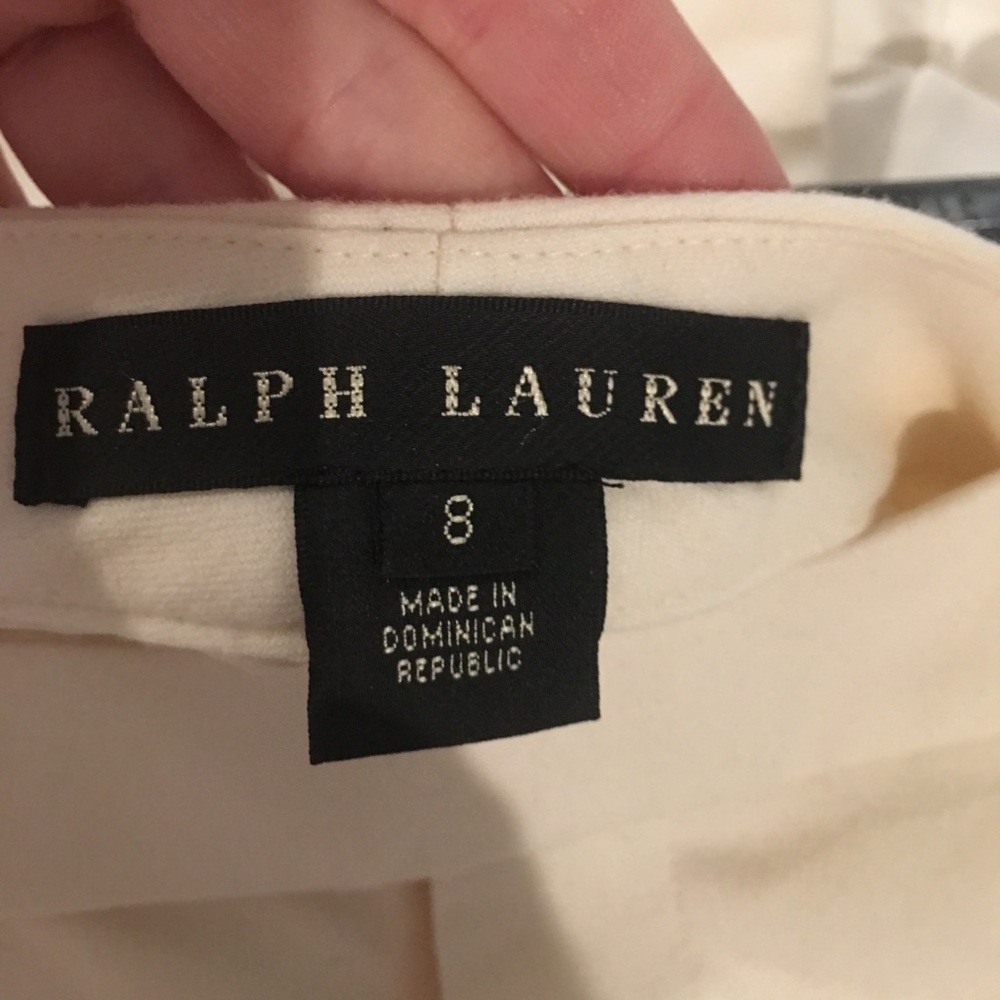 RALPH LAUREN
8
MADE IN
DOMINICAN
REPUBLIC